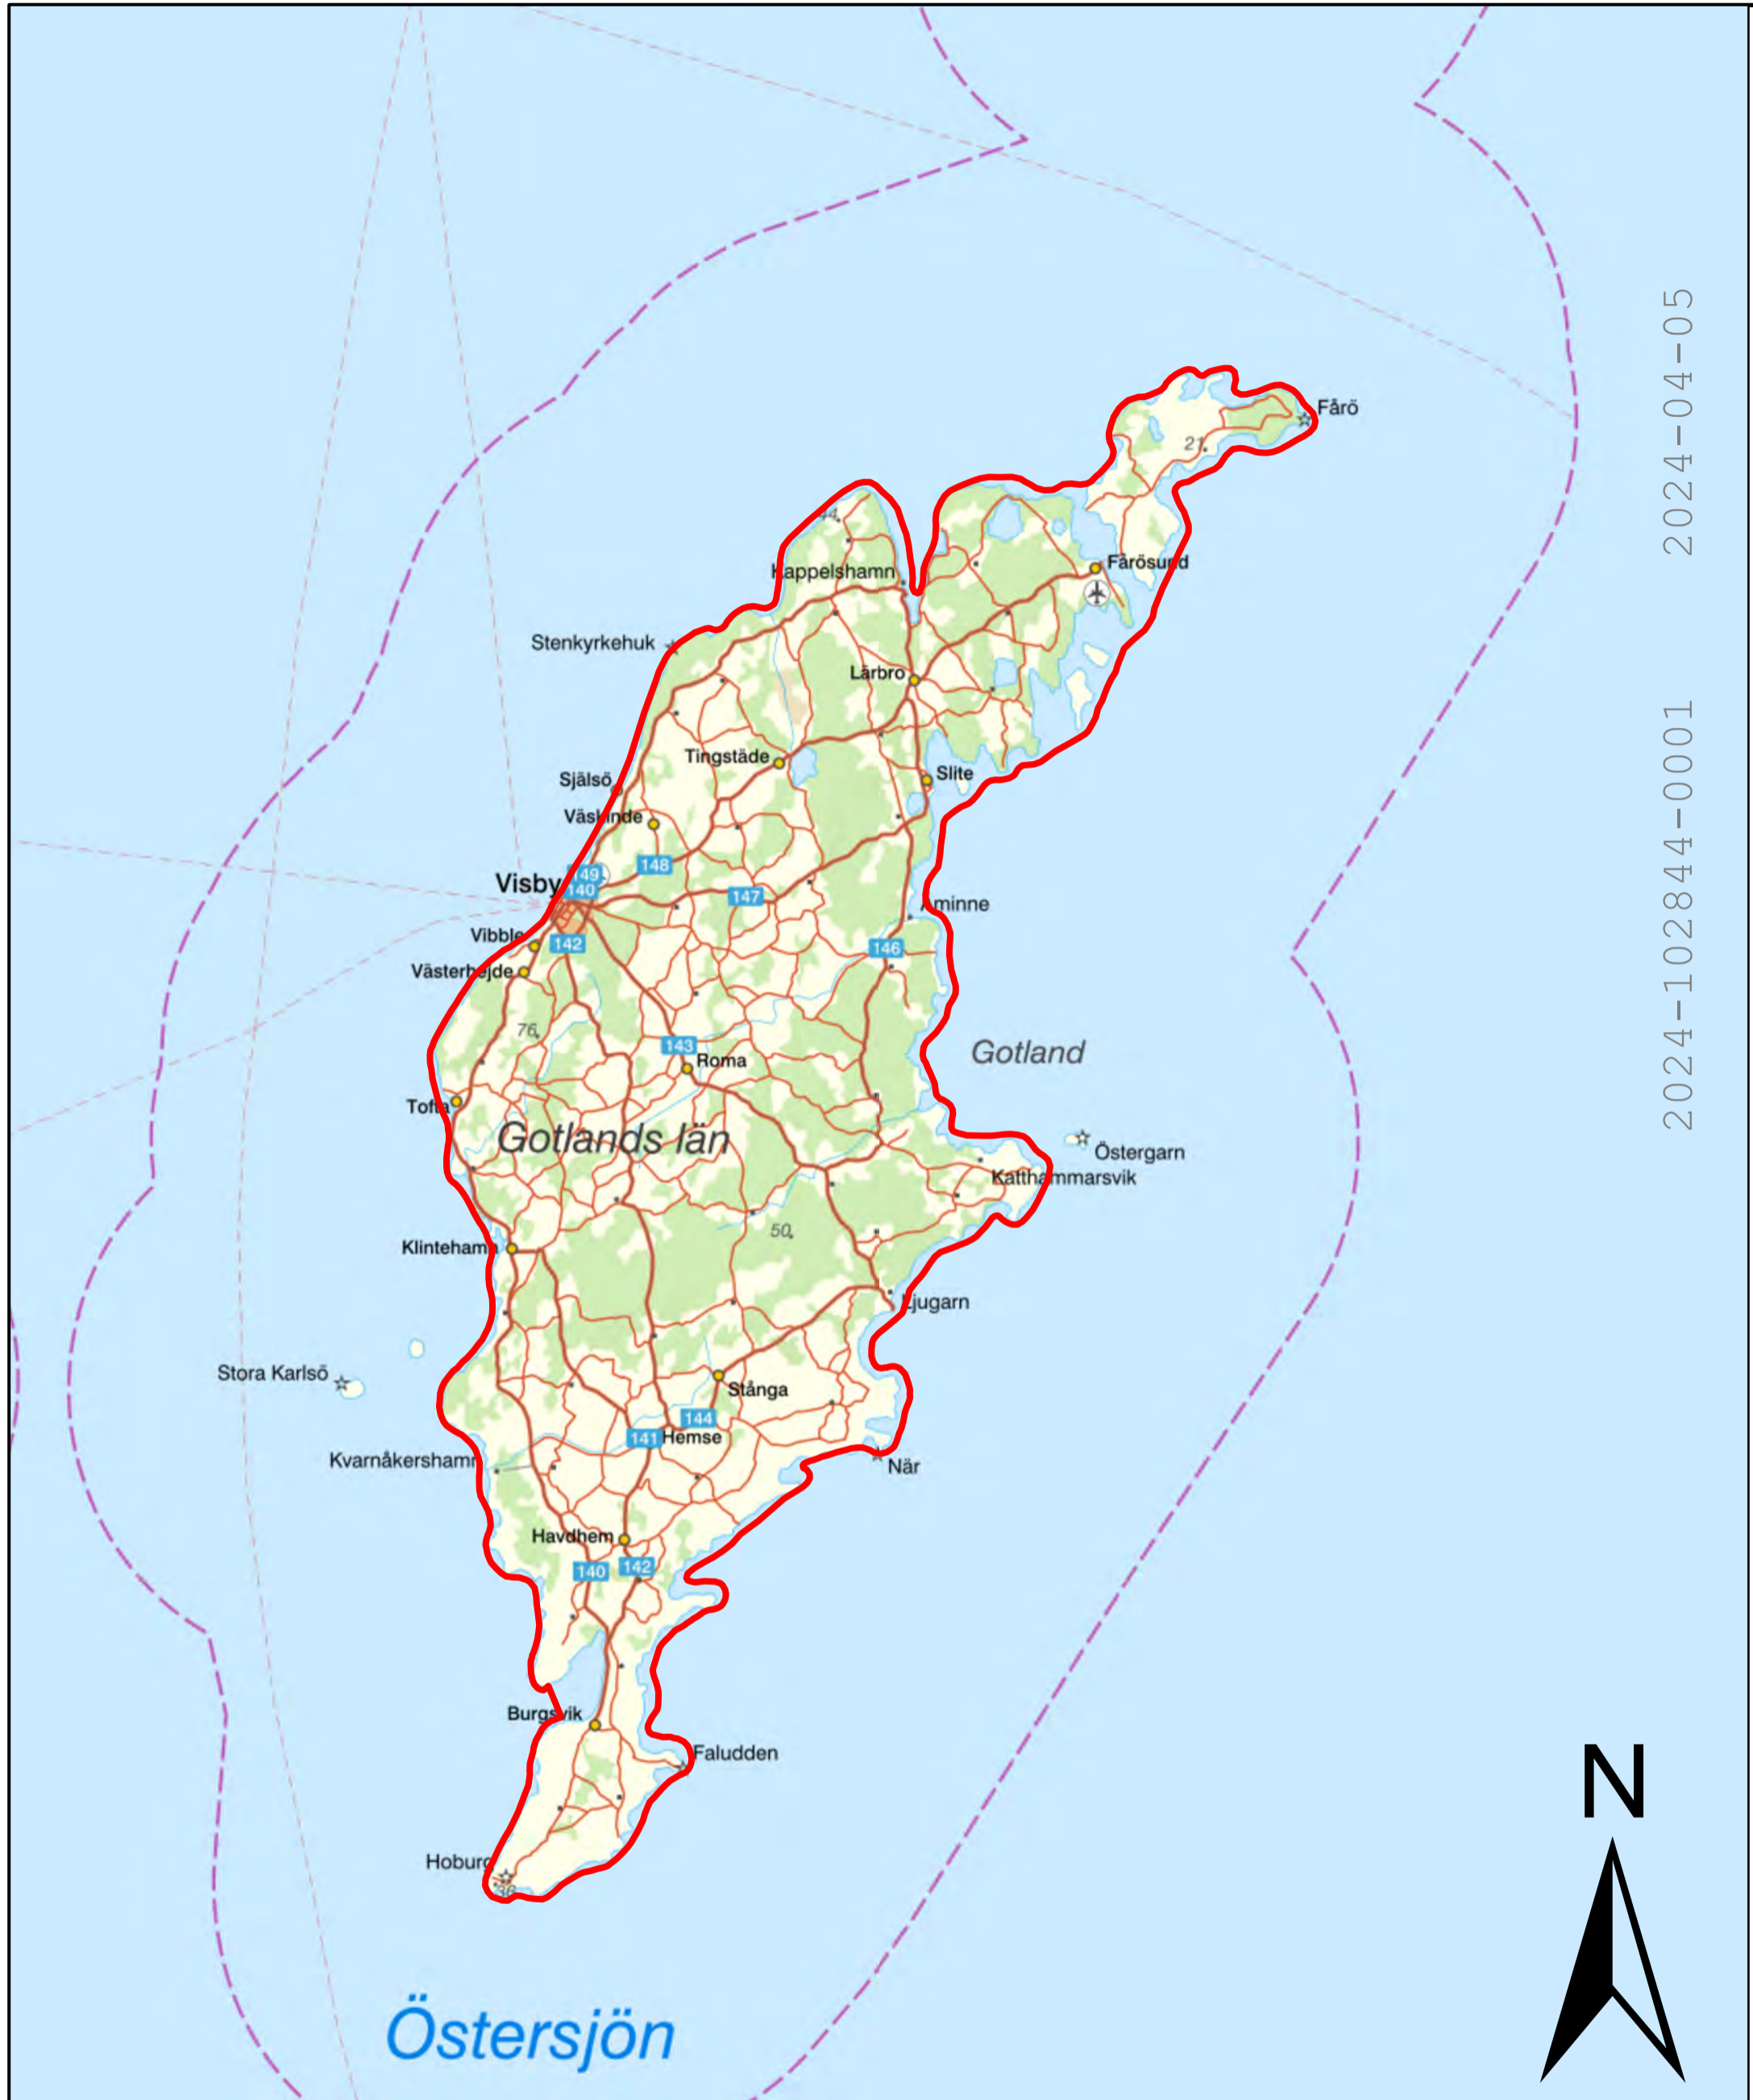 2024-04-05
2024-102844-0001
Fårö
21
44
Kappelshamn
Fårösund
Stenkyrkehuk
Lärbro
Tingstäde
Själsö
Slite
Väskinde
148
149
Visby
140
147
Åminne
Vibble
142
146
Västerhejde
76
143
Gotland
Roma
Tofta
Gotlands län
Östergarn
Katthammarsvik
50
Klintehamn
Ljugarn
Stora Karlsö
Stånga
144
141
Hemse
Kvarnåkershamn
När
Havdhem
142
140
Burgsvik
Faludden
N
Hoburg
36
Östersjön